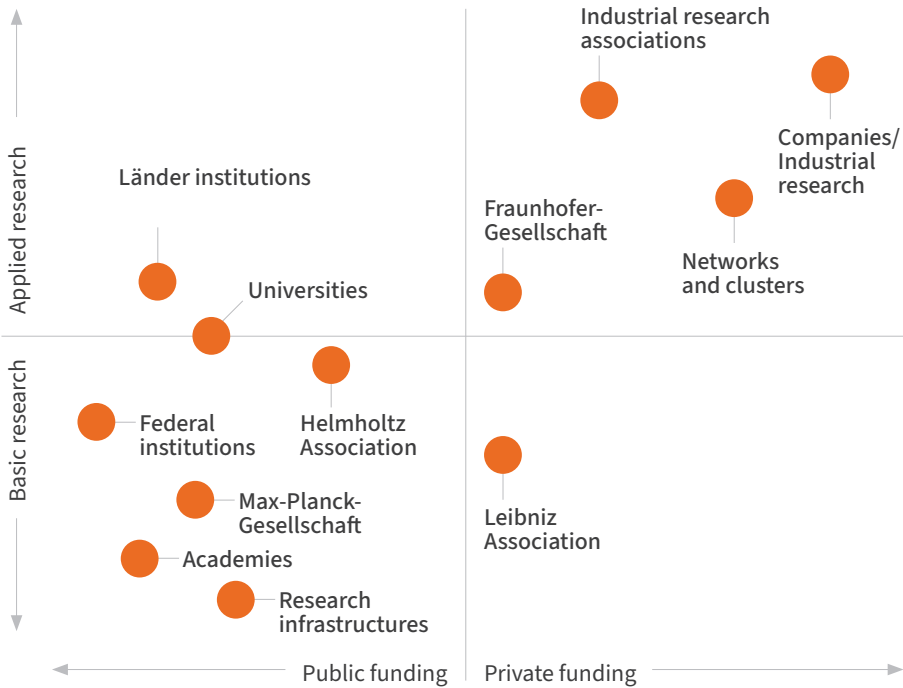 Industrial research
associations
Companies/
Industrial
research
Länder institutions
Fraunhofer-
Gesellschaft
Networks
and clusters
Universities
Applied research
Basic research
Federal
institutions
Helmholtz
Association
Max-Planck-
Gesellschaft
Leibniz
Association
Academies
Research
infrastructures
Public funding
Private funding